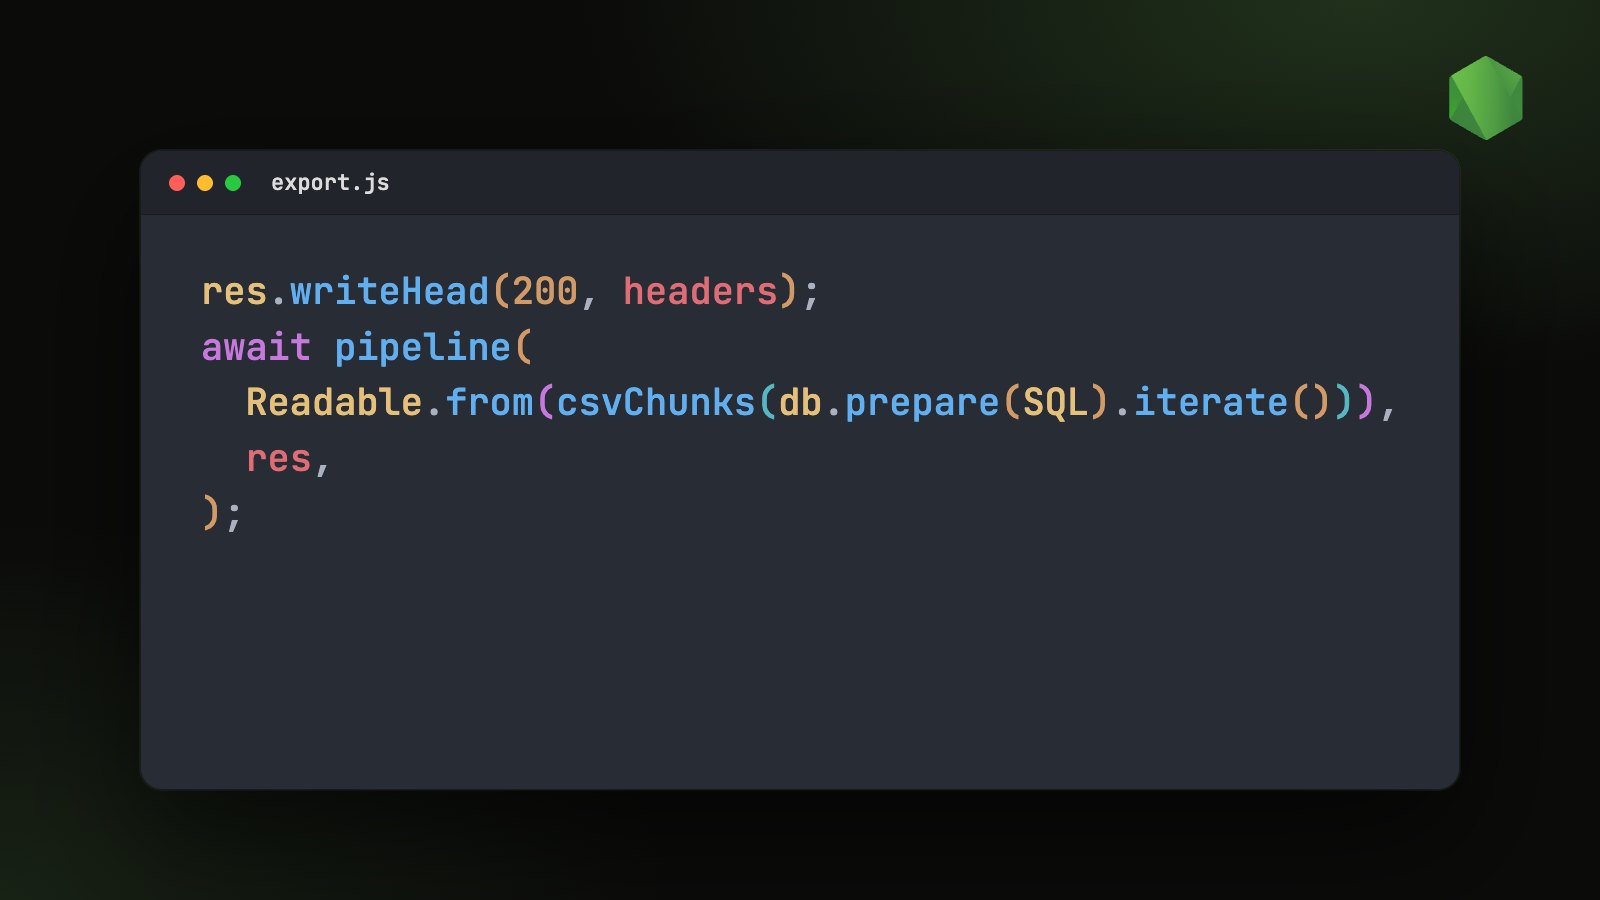 export.js
res.writeHead(200, headers);
await pipeline(
  Readable.from(csvChunks(db.prepare(SQL).iterate())),
  res,
);